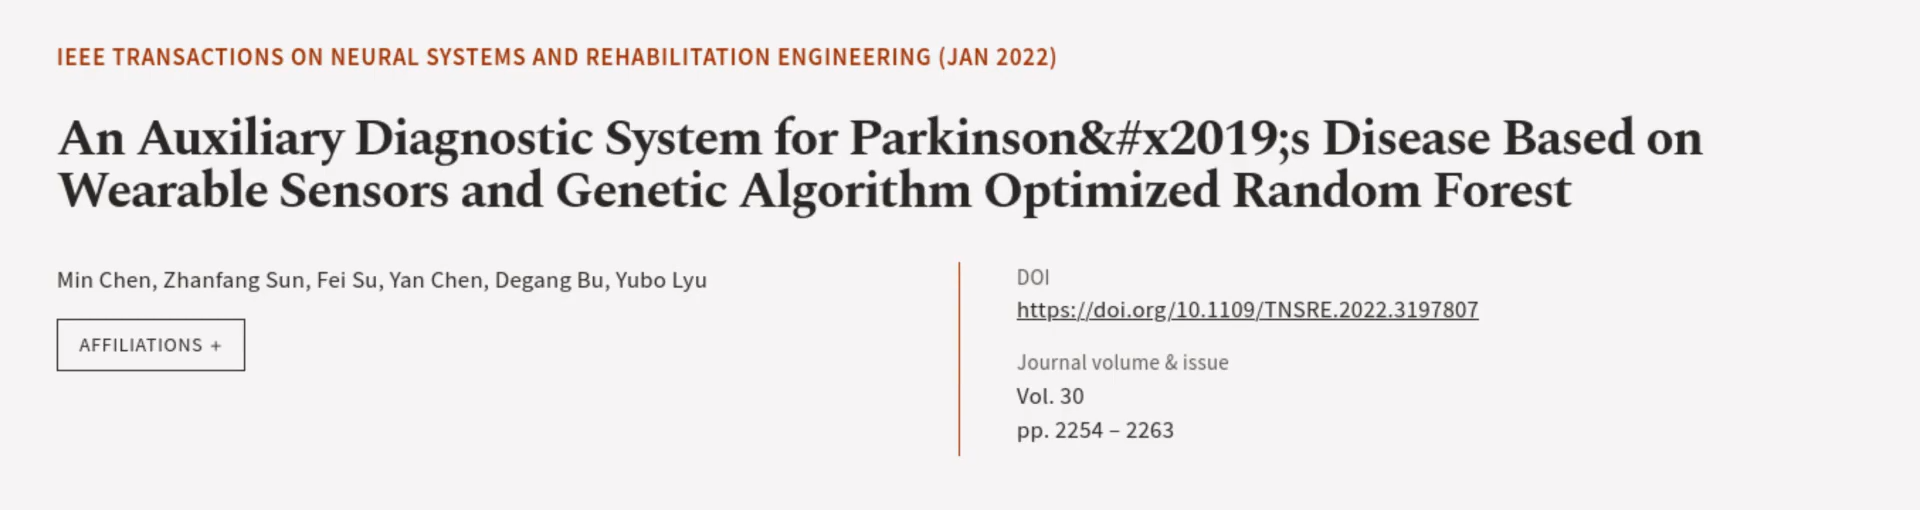 IEEE TRANSACTIONS ON NEURAL SYSTEMS AND REHABILITATION ENGINEERING (JAN 2022)
An Auxiliary Diagnostic System for Parkinson&#x2019;s Disease Based on
Wearable Sensors and Genetic Algorithm Optimized Random Forest
Min Chen, Zhanfang Sun, Fei Su, Yan Chen, Degang Bu, Yubo Lyu
AFFILIATIONS +
DOI
https://doi.org/10.1109/TNSRE.2022.3197807
Journal volume & issue
Vol. 30
pp. 2254 – 2263